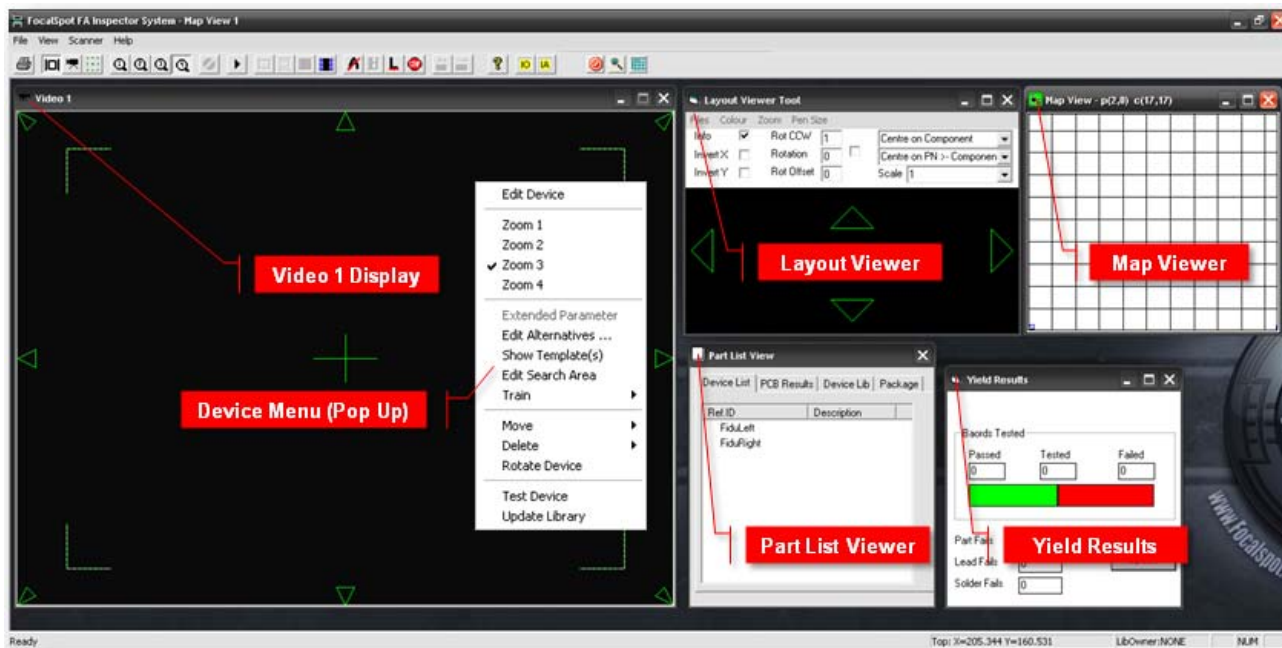 FocalSpot FA Inspector System - Map View 1
File View Scanner Help
Video 1
Video 1 Display
Edit Device
Zoom 1
Zoom 2
Zoom 3
Zoom 4
Extended Parameter
Edit Alternatives ...
Show Template(s)
Edit Search Area
Train
Move
Delete
Rotate Device
Test Device
Update Library
Device Menu (Pop Up)
Layout Viewer Tool
Files Colour Zoom Pen Size
Info Rot CCW 1 Centre on Component
Invert X Rotation 0 Centre on PN >- Componen
Invert Y Rot Offset 0 Scale 1
Layout Viewer
Map View - p(2,8) c(17,17)
Map Viewer
Part List View
Device List PCB Results Device Lib Package
Ref.ID Description
FiduLeft
FiduRight
Part List Viewer
Yield Results
Baords Tested
Passed Tested Failed
0 0 0
Part Fails
Yield Results
Lead Fails
Solder Fails 0
www.Focalspot
Ready Top: X=205.344 Y=160.531 LibOwner:NONE NUM